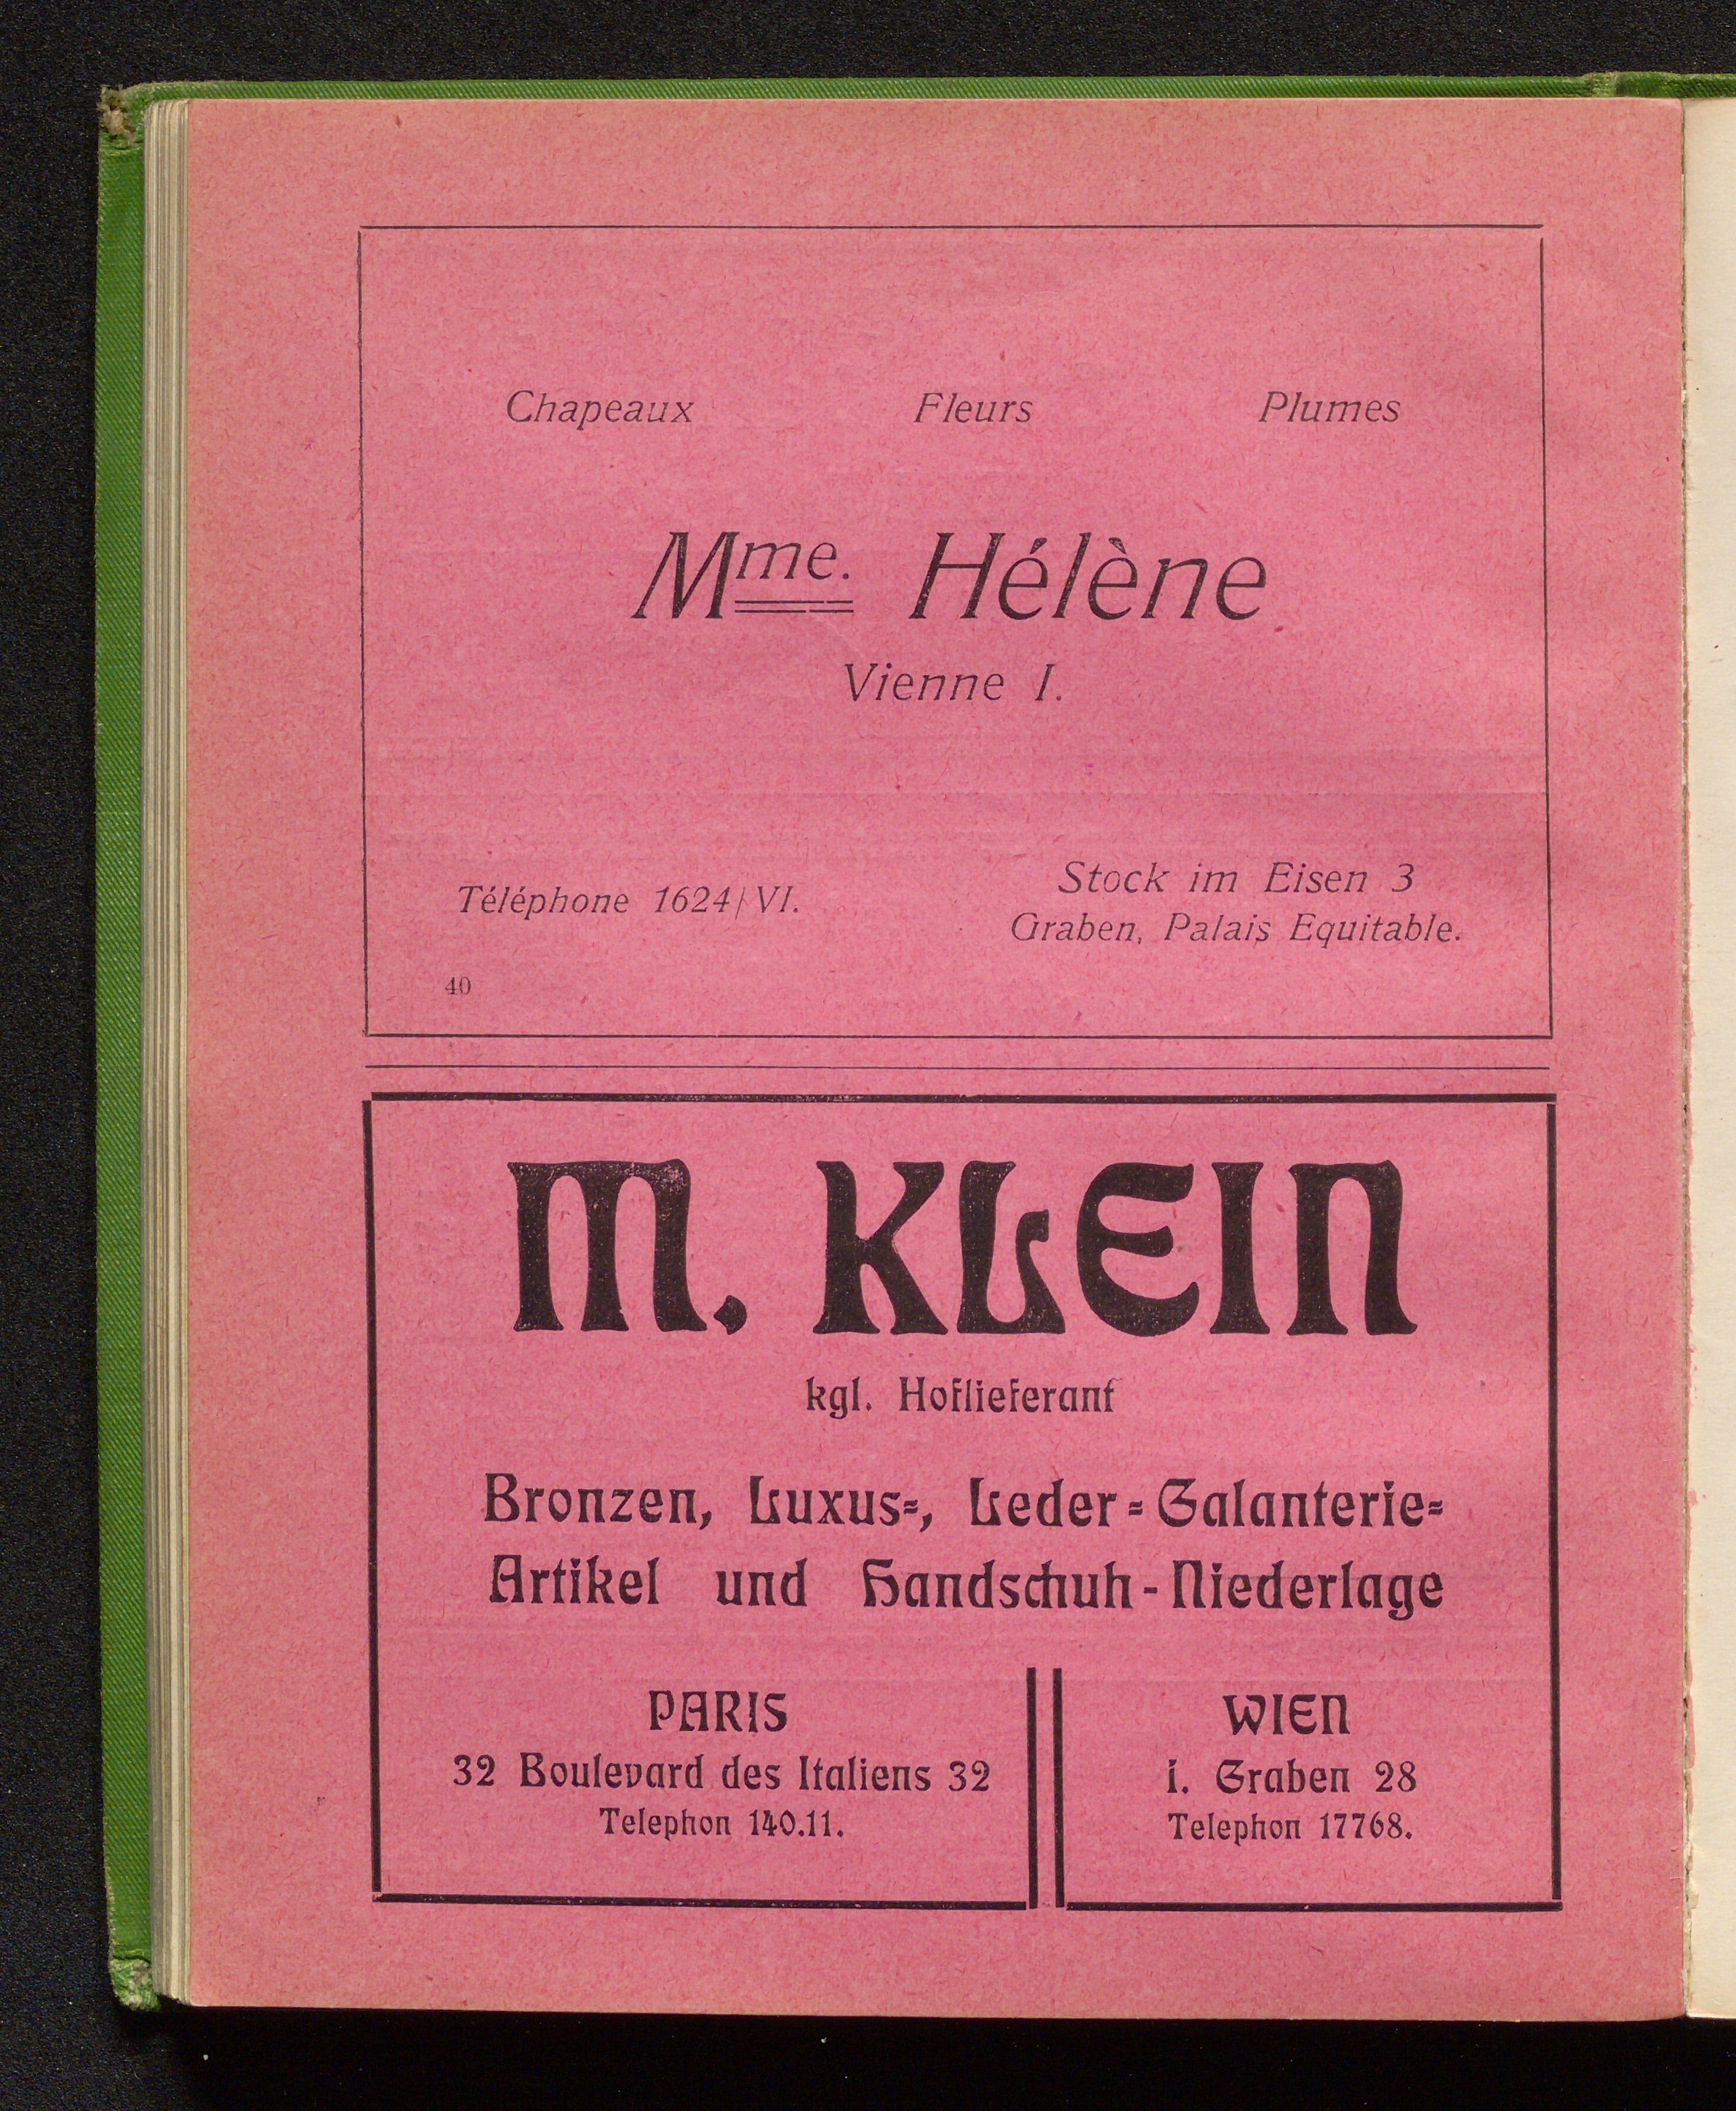 Chapeaux Fleurs Plumes
Mme. Hélène
Vienne I.
Téléphone 1624/VI.
Stock im Eisen 3
Graben, Palais Equitable.
40
M. KLEIN
kgl. Hoflieferant
Bronzen, Luxus-, Leder-Galanterie-
Artikel und Handschuh-Niederlage
PARIS
32 Boulevard des Italiens 32
Telephon 140.11.
WIEN
I. Graben 28
Telephon 17768.